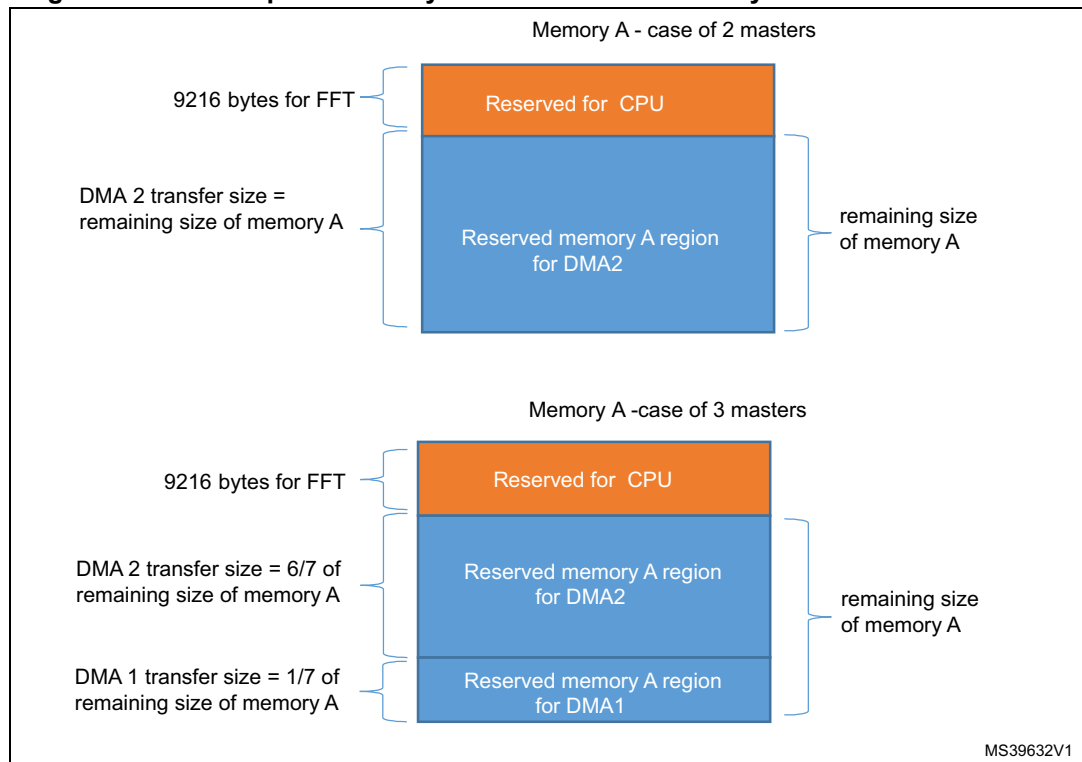 Memory A - case of 2 masters
9216 bytes for FFT
Reserved for CPU
DMA 2 transfer size =
remaining size of memory A
Reserved memory A region
for DMA2
remaining size
of memory A
Memory A -case of 3 masters
9216 bytes for FFT
Reserved for CPU
DMA 2 transfer size = 6/7 of
remaining size of memory A
Reserved memory A region
for DMA2
remaining size
of memory A
DMA 1 transfer size = 1/7 of
remaining size of memory A
Reserved memory A region
for DMA1
MS39632V1